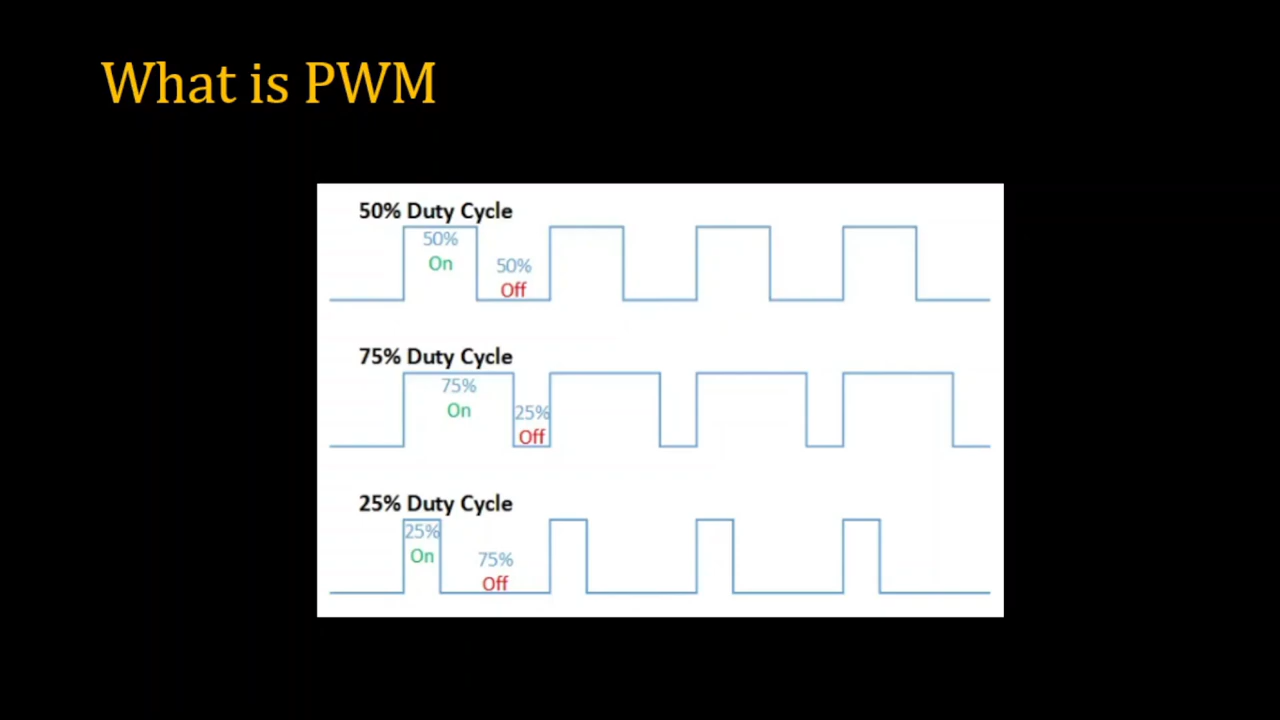 What is PWM
50% Duty Cycle
50%
On
50%
Off
75% Duty Cycle
75%
On
25%
Off
25% Duty Cycle
25%
On
75%
Off